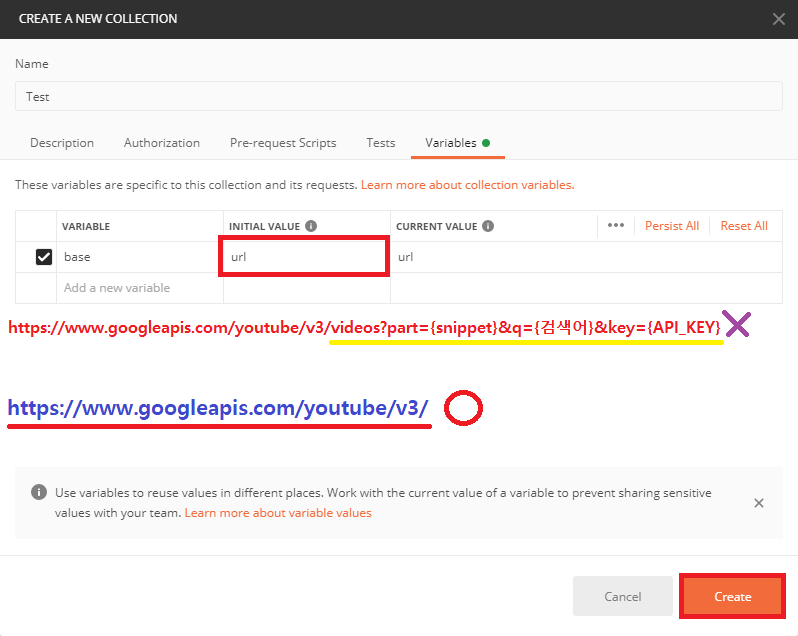 CREATE A NEW COLLECTION
Name
Test
Description Authorization Pre-request Scripts Tests Variables
These variables are specific to this collection and its requests. Learn more about collection variables.
VARIABLE INITIAL VALUE CURRENT VALUE Persist All Reset All
base url url
Add a new variable
https://www.googleapis.com/youtube/v3/videos?part={snippet}&q={검색어}&key={API_KEY}
https://www.googleapis.com/youtube/v3/
Use variables to reuse values in different places. Work with the current value of a variable to prevent sharing sensitive
values with your team. Learn more about variable values
Cancel Create